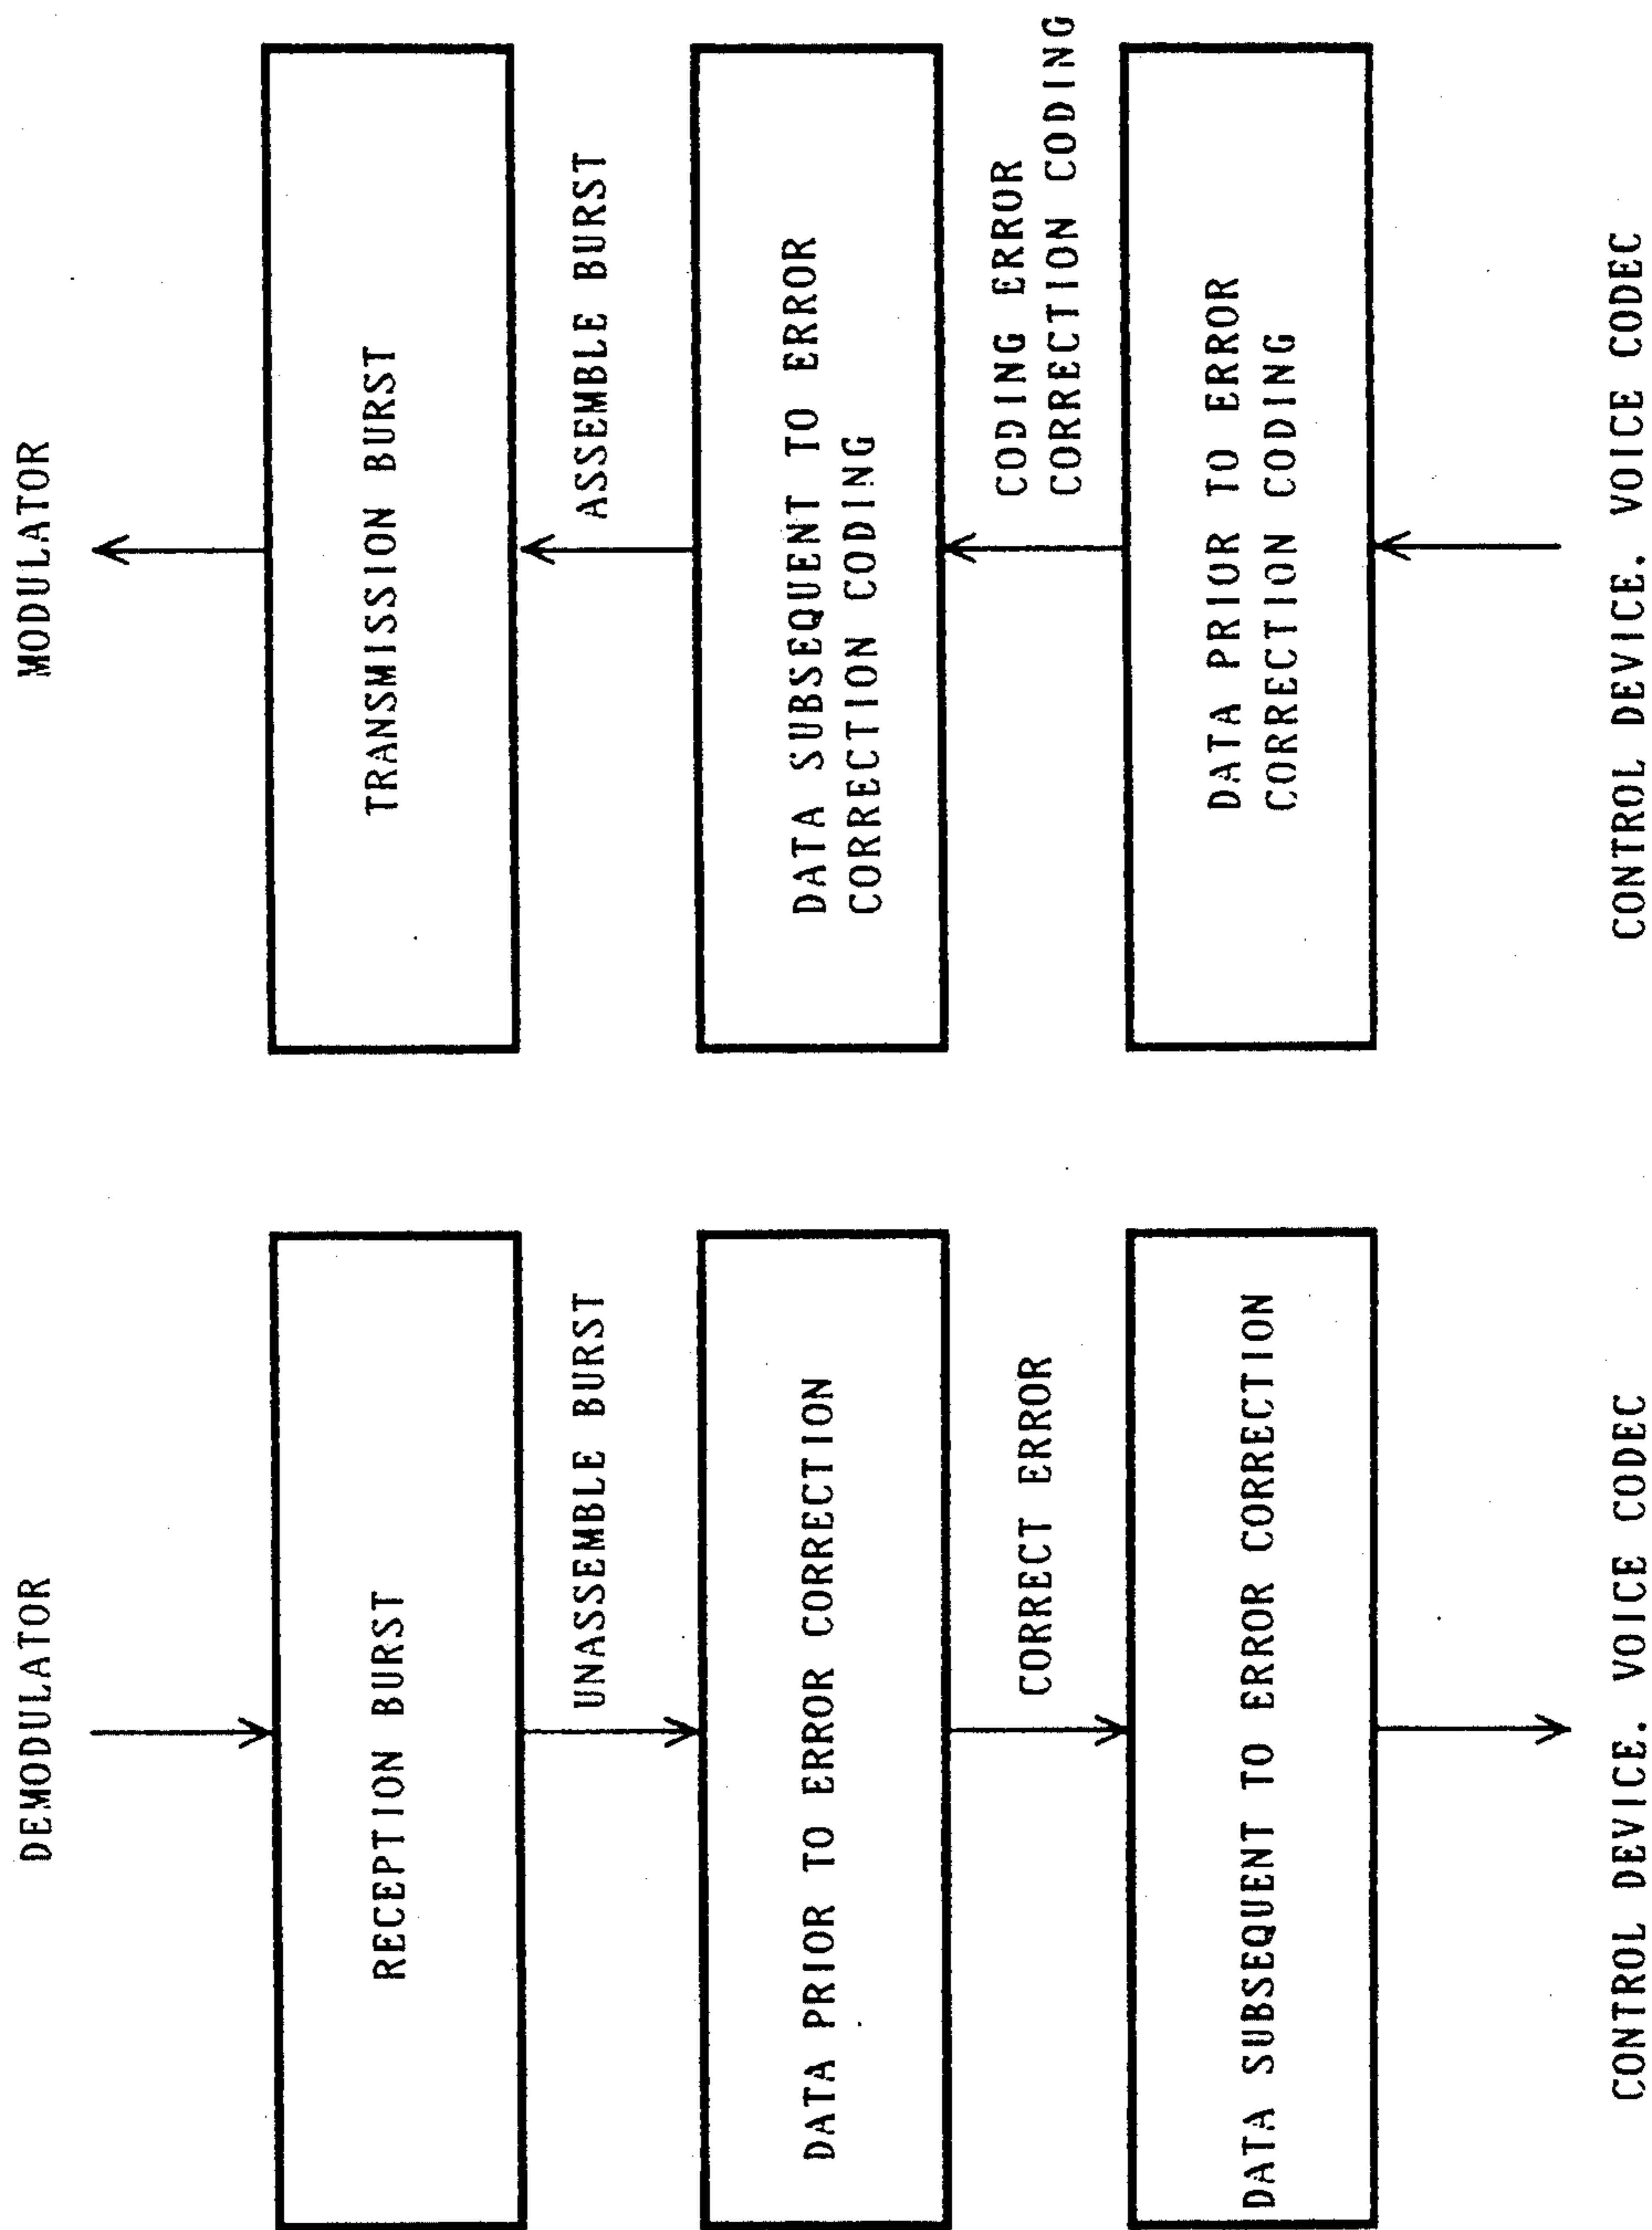 DEMODULATOR
RECEPTION BURST
UNASSEMBLE BURST
DATA PRIOR TO ERROR CORRECTION
CORRECT ERROR
DATA SUBSEQUENT TO ERROR CORRECTION
CONTROL DEVICE. VOICE CODEC
MODULATOR
TRANSMISSION BURST
ASSEMBLE BURST
DATA SUBSEQUENT TO ERROR
CORRECTION CODING
CODING ERROR
CORRECTION CODING
DATA PRIOR TO ERROR
CORRECTION CODING
CONTROL DEVICE. VOICE CODEC